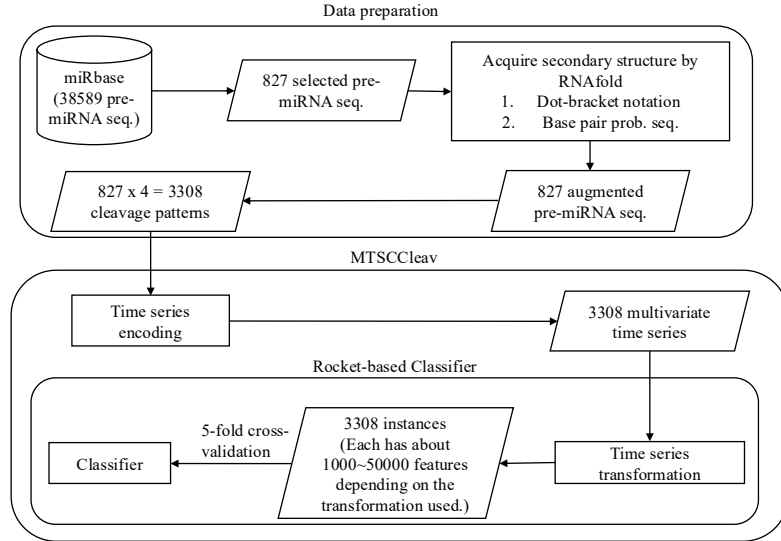 Data preparation
miRbase
(38589 pre-
miRNA seq.)
827 selected pre-
miRNA seq.
Acquire secondary structure by
RNAfold
1. Dot-bracket notation
2. Base pair prob. seq.
827 x 4 = 3308
cleavage patterns
827 augmented
pre-miRNA seq.
MTSCCleav
Time series
encoding
3308 multivariate
time series
Rocket-based Classifier
Classifier
5-fold cross-
validation
3308 instances
(Each has about
1000~50000 features
depending on the
transformation used.)
Time series
transformation